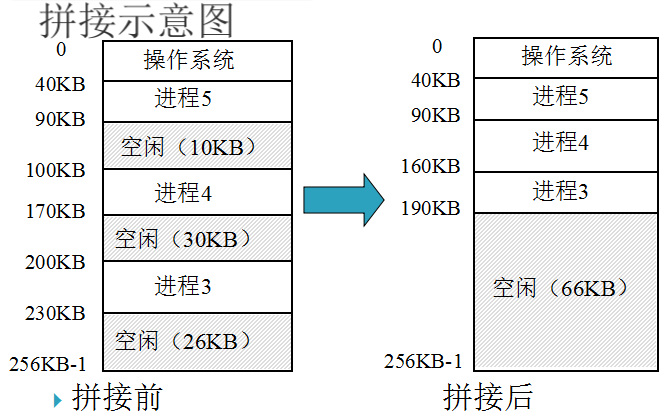 拼接示意图
0
操作系统
40KB
进程5
90KB
空闲（10KB）
100KB
进程4
170KB
空闲（30KB）
200KB
进程3
230KB
空闲（26KB）
256KB-1
拼接前
0
操作系统
40KB
进程5
90KB
进程4
160KB
进程3
190KB
空闲（66KB）
256KB-1
拼接后